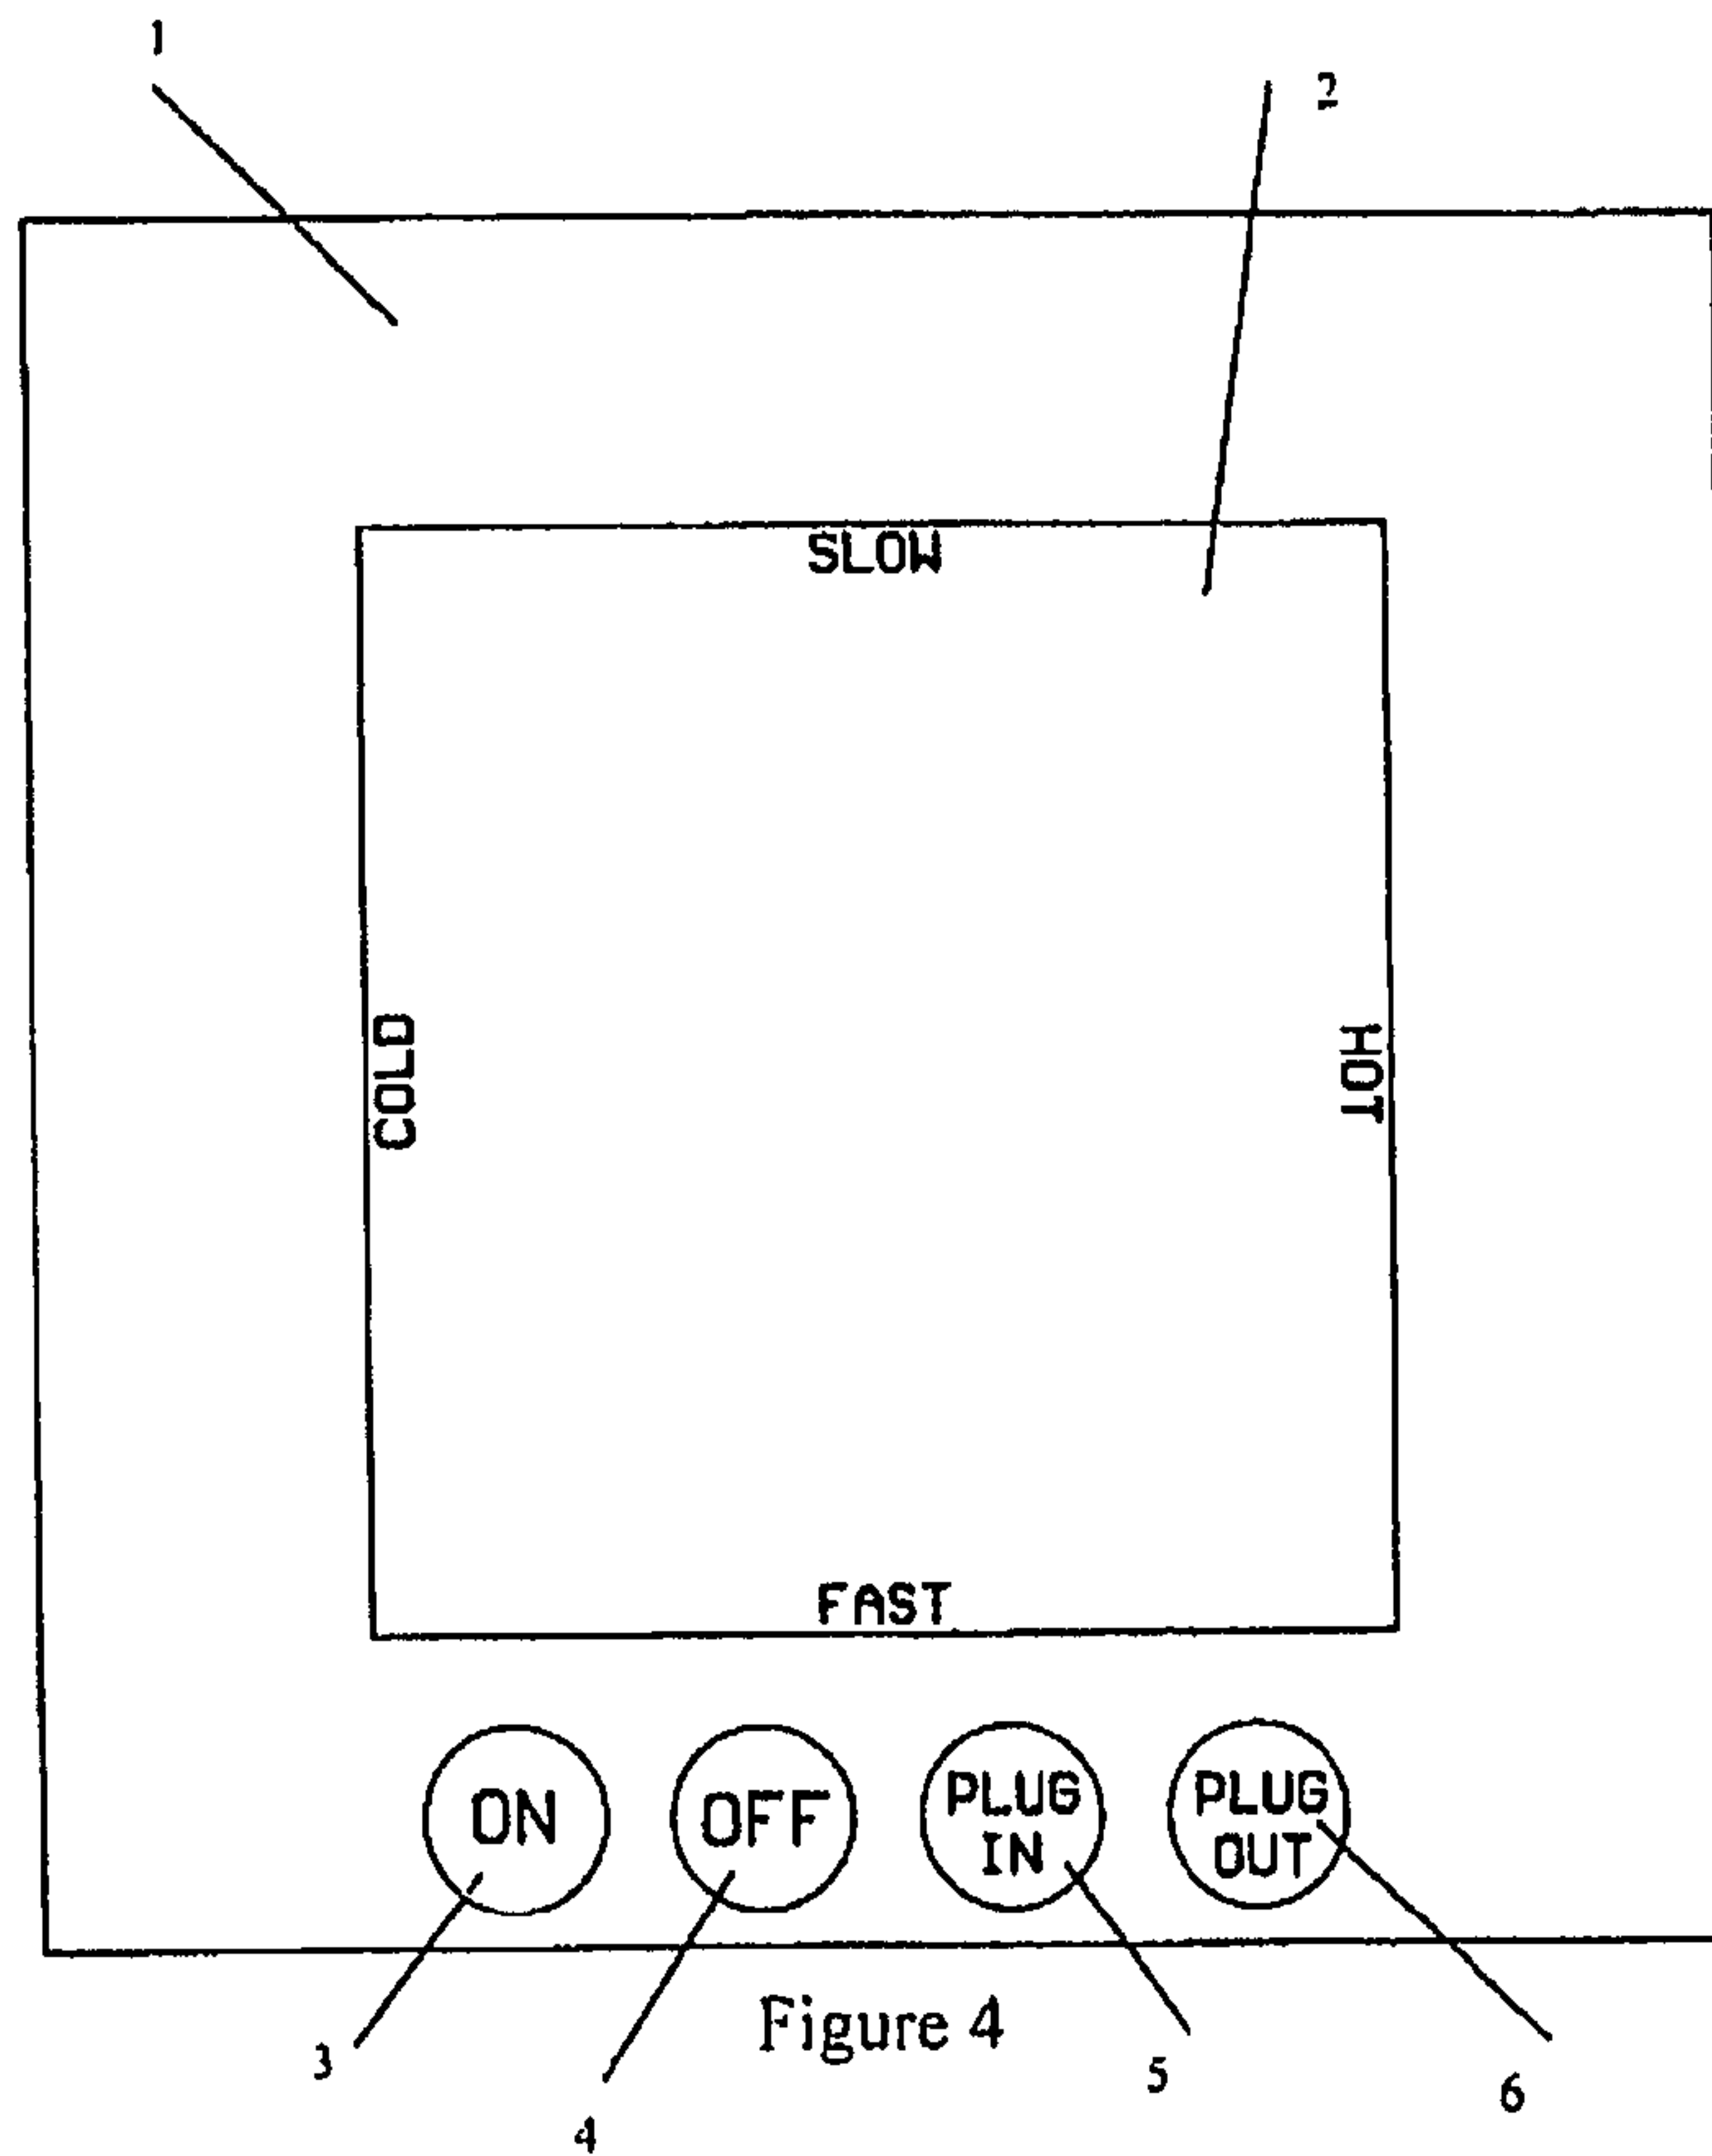 1
2
SLOW
COLD
HOT
FAST
ON
OFF
PLUG
IN
PLUG
OUT
Figure 4
3
4
5
6